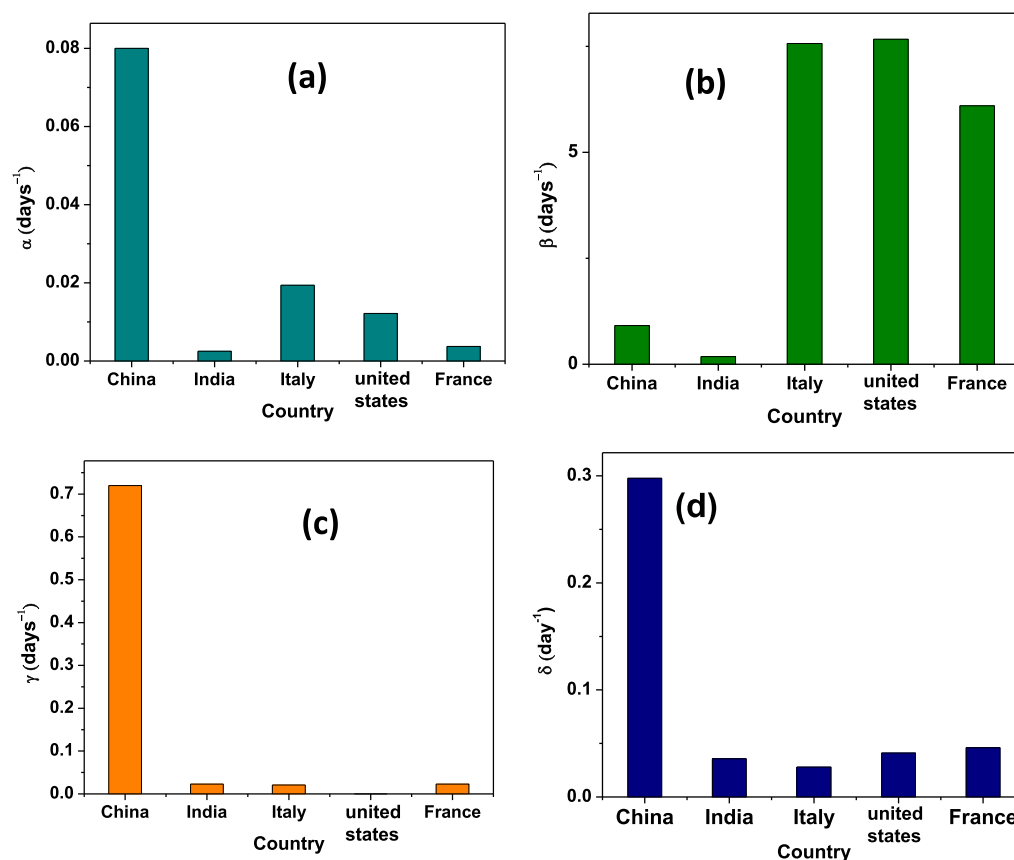 (a)
α (days⁻¹)
0.08
0.06
0.04
0.02
0.00
China India Italy united states France
Country
(b)
β (days⁻¹)
5
0
China India Italy united states France
Country
(c)
γ (days⁻¹)
0.7
0.6
0.5
0.4
0.3
0.2
0.1
0.0
China India Italy united states France
Country
(d)
δ (day⁻¹)
0.3
0.2
0.1
0.0
China India Italy united states France
Country